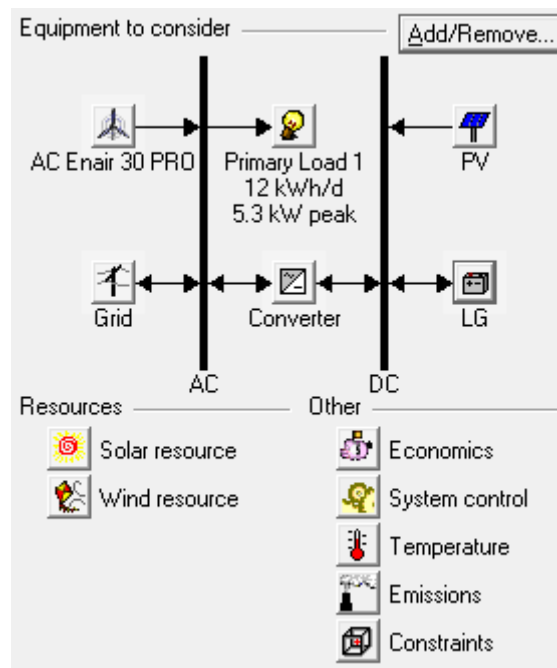 Equipment to consider
Add/Remove...
AC Enair 30 PRO
Primary Load 1
12 kWh/d
5.3 kW peak
PV
Grid
Converter
LG
AC
DC
Resources
Other
Solar resource
Economics
Wind resource
System control
Temperature
Emissions
Constraints